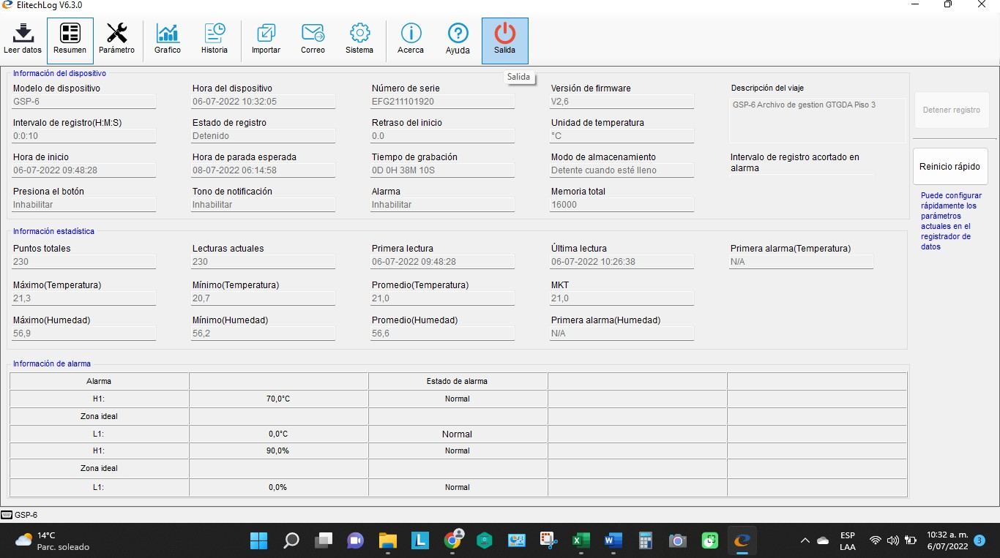 ElitechLog V6.3.0
Leer datos
Resumen
Parámetro
Grafico
Historia
Importar
Correo
Sistema
Acerca
Ayuda
Salida
Salida
Información del dispositivo
Modelo de dispositivo
GSP-6
Hora del dispositivo
06-07-2022 10:32:05
Número de serie
EFG211101920
Versión de firmware
V2,6
Descripción del viaje
GSP-6 Archivo de gestion GTGDA Piso 3
Intervalo de registro(H:M:S)
0:0:10
Estado de registro
Detenido
Retraso del inicio
0.0
Unidad de temperatura
°C
Hora de inicio
06-07-2022 09:48:28
Hora de parada esperada
08-07-2022 06:14:58
Tiempo de grabación
0D 0H 38M 10S
Modo de almacenamiento
Detente cuando esté lleno
Intervalo de registro acortado en
alarma
Presiona el botón
Inhabilitar
Tono de notificación
Inhabilitar
Alarma
Inhabilitar
Memoria total
16000
Detener registro
Reinicio rápido
Puede configurar
rápidamente los
parámetros
actuales en el
registrador de
datos
Información estadística
Puntos totales
230
Lecturas actuales
230
Primera lectura
06-07-2022 09:48:28
Última lectura
06-07-2022 10:26:38
Primera alarma(Temperatura)
N/A
Máximo(Temperatura)
21,3
Mínimo(Temperatura)
20,7
Promedio(Temperatura)
21,0
MKT
21,0
Máximo(Humedad)
56,9
Mínimo(Humedad)
56,2
Promedio(Humedad)
56,6
Primera alarma(Humedad)
N/A
Información de alarma
Alarma Estado de alarma
H1: 70,0°C Normal
Zona ideal
L1: 0,0°C Normal
H1: 90,0% Normal
Zona ideal
L1: 0,0% Normal
GSP-6
14°C
Parc. soleado
L
ESP
LAA
10:32 a. m.
6/07/2022
3